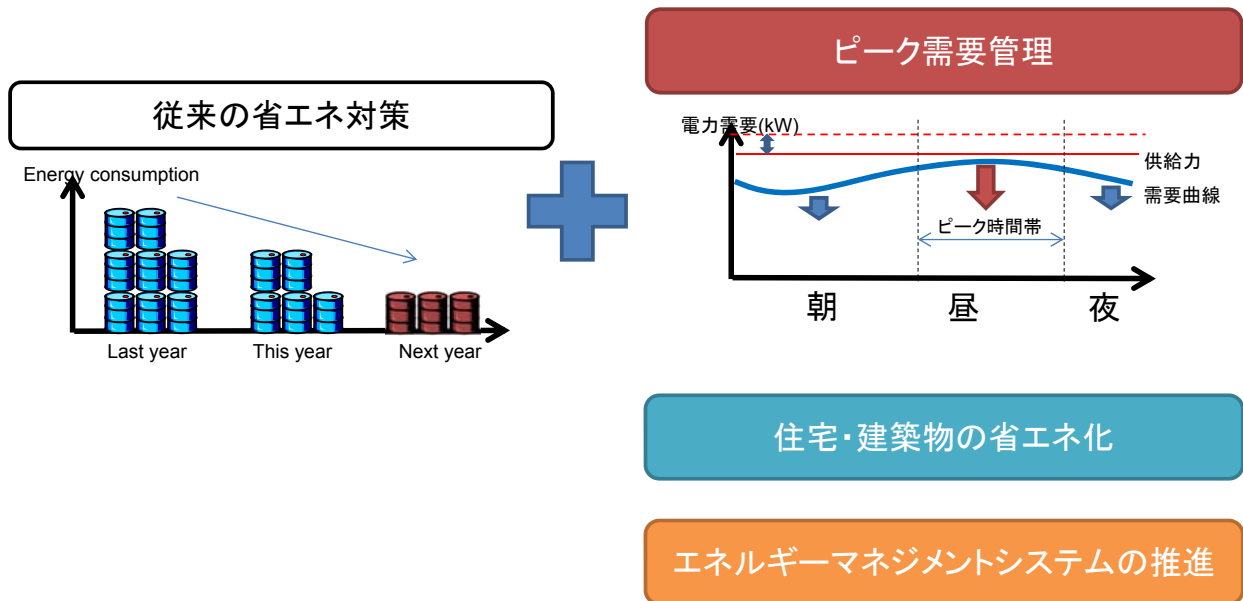 従来の省エネ対策
Energy consumption
Last year
This year
Next year
ピーク需要管理
電力需要(kW)
供給力
需要曲線
ピーク時間帯
朝
昼
夜
住宅・建築物の省エネ化
エネルギーマネジメントシステムの推進